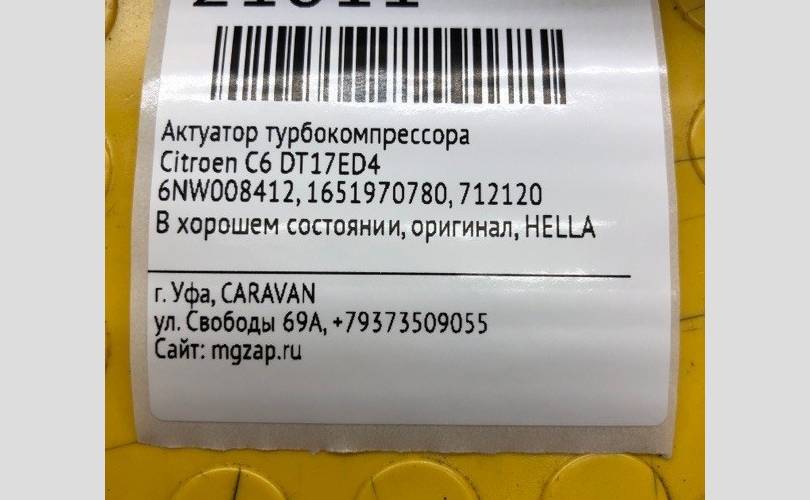 Актуатор турбокомпрессора
Citroen C6 DT17ED4
6NW008412, 1651970780, 712120
В хорошем состоянии, оригинал, HELLA
г. Уфа, CARAVAN
ул. Свободы 69А, +79373509055
Сайт: mgzap.ru